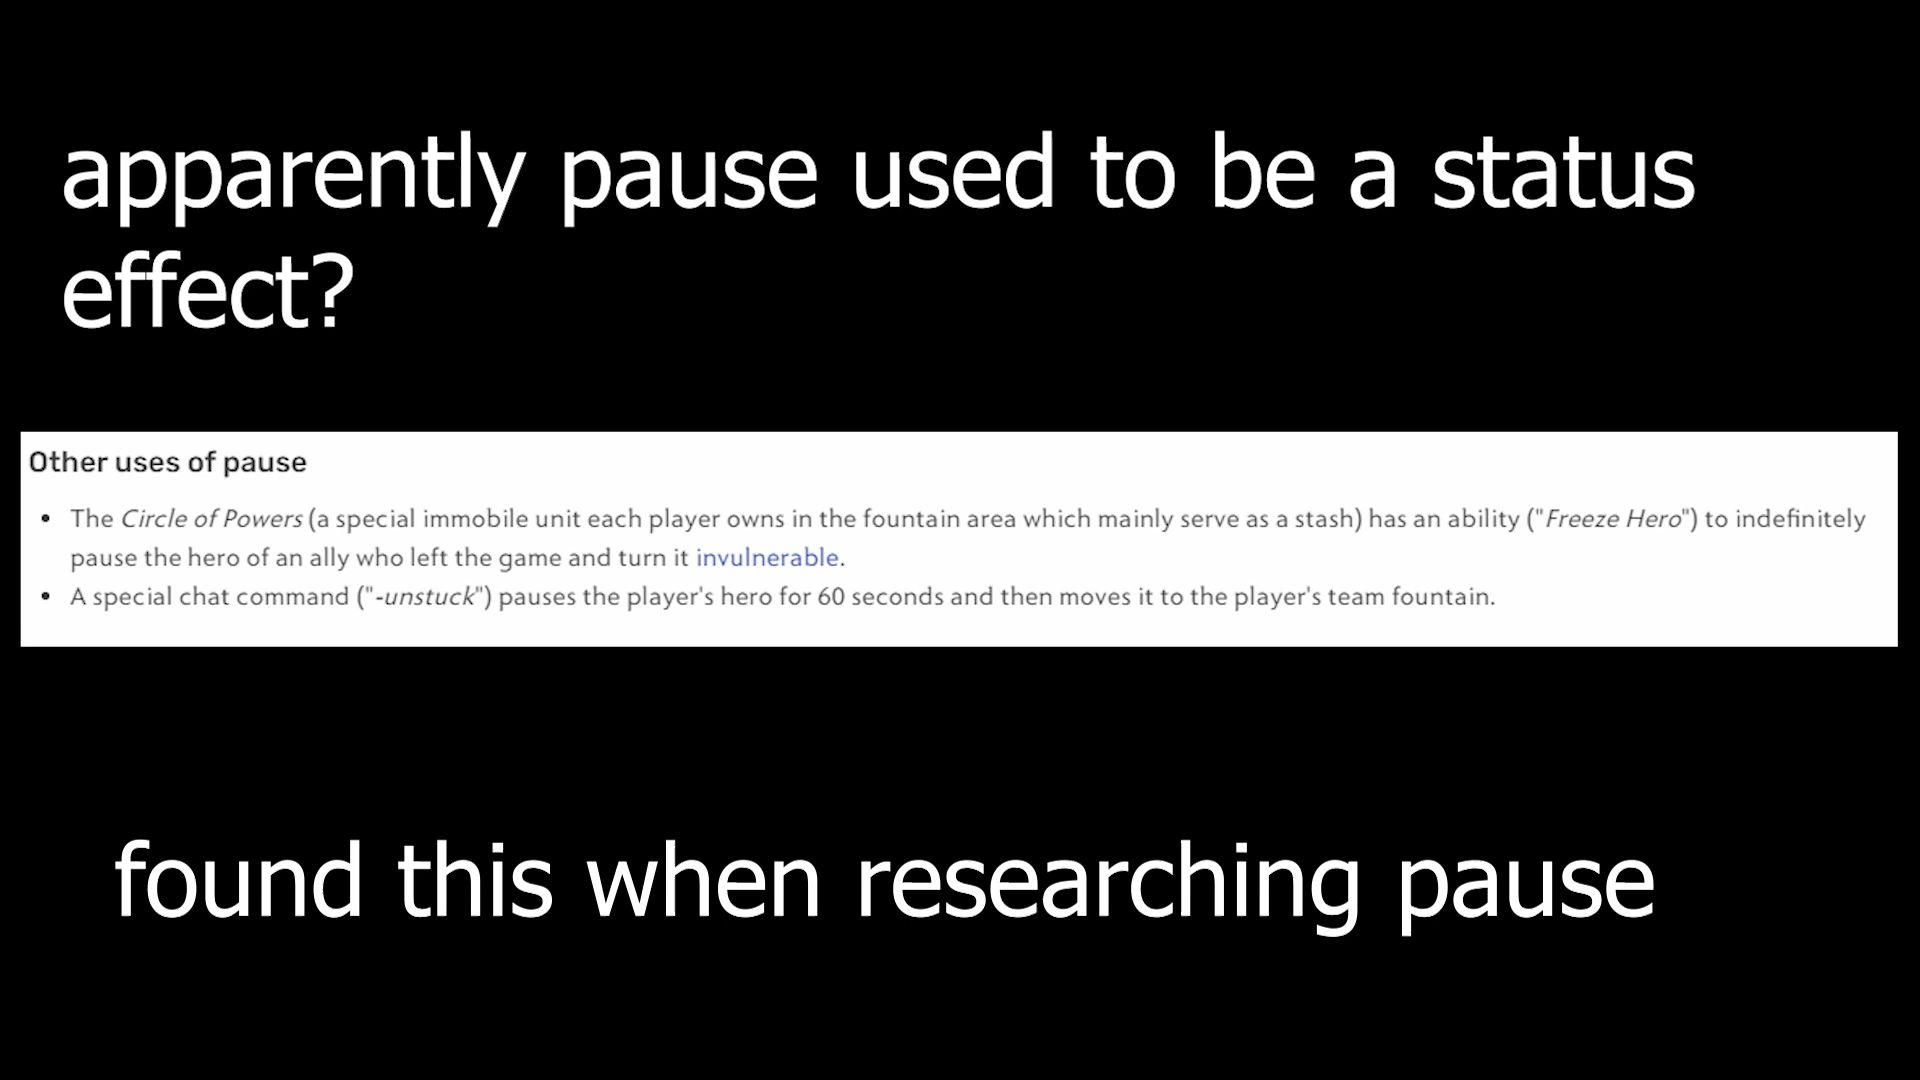 apparently pause used to be a status
effect?
Other uses of pause
• The Circle of Powers (a special immobile unit each player owns in the fountain area which mainly serve as a stash) has an ability ("Freeze Hero") to indefinitely
pause the hero of an ally who left the game and turn it invulnerable.
• A special chat command ("-unstuck") pauses the player's hero for 60 seconds and then moves it to the player's team fountain.
found this when researching pause